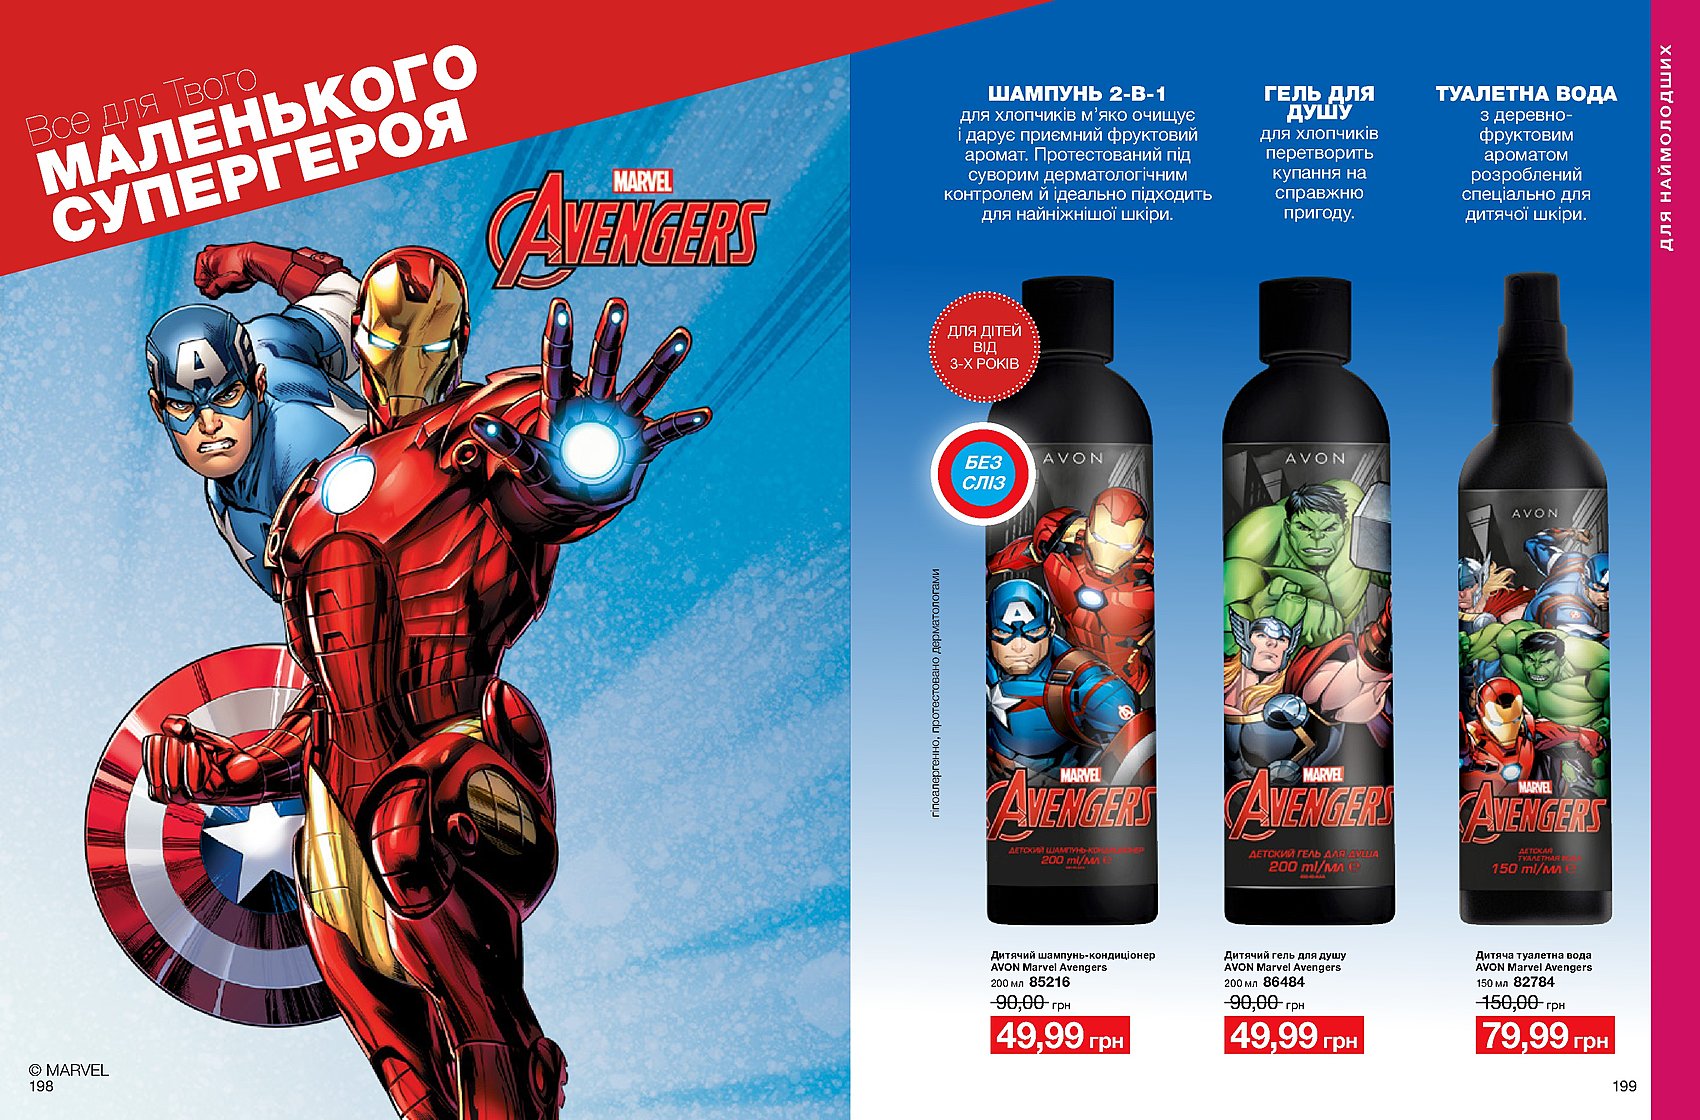 Все для Твого
МАЛЕНЬКОГО
СУПЕРГЕРОЯ
MARVEL
AVENGERS
© MARVEL
198
ШАМПУНЬ 2-В-1
для хлопчиків м’яко очищує
і дарує приємний фруктовий
аромат. Протестований під
суворим дерматологічним
контролем й ідеально підходить
для найніжнішої шкіри.
ГЕЛЬ ДЛЯ
ДУШУ
для хлопчиків
перетворить
купання на
справжню
пригоду.
ТУАЛЕТНА ВОДА
з деревно-
фруктовим
ароматом
розроблений
спеціально для
дитячої шкіри.
ДЛЯ НАЙМОЛОДШИХ
ДЛЯ ДІТЕЙ
ВІД
3-Х РОКІВ
БЕЗ
СЛІЗ
гіпоалергенно, протестовано дерматологами
AVON
MARVEL
AVENGERS
ДЕТСКИЙ ШАМПУНЬ-КОНДИЦИОНЕР
200 ml/мл e
AVON
MARVEL
AVENGERS
ДЕТСКИЙ ГЕЛЬ ДЛЯ ДУША
200 ml/мл e
AVON
MARVEL
AVENGERS
ДЕТСКАЯ
ТУАЛЕТНАЯ ВОДА
150 ml/мл e
Дитячий шампунь-кондиціонер
AVON Marvel Avengers
200 мл 85216
90,00 грн
49,99 грн
Дитячий гель для душу
AVON Marvel Avengers
200 мл 86484
90,00 грн
49,99 грн
Дитяча туалетна вода
AVON Marvel Avengers
150 мл 82784
150,00 грн
79,99 грн
199